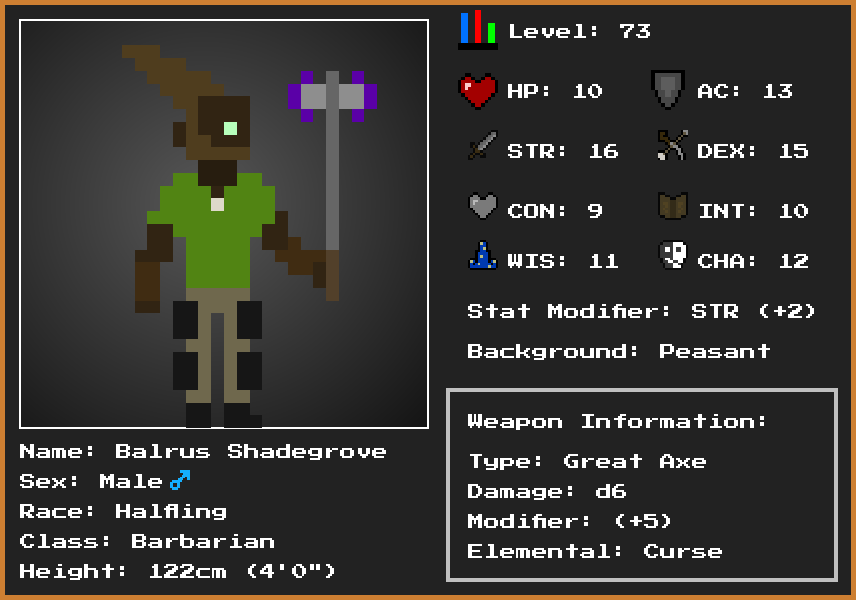 Level: 73
HP: 10
AC: 13
STR: 16
DEX: 15
CON: 9
INT: 10
WIS: 11
CHA: 12
Stat Modifier: STR (+2)
Background: Peasant
Weapon Information:
Type: Great Axe
Damage: d6
Modifier: (+5)
Elemental: Curse
Name: Balrus Shadegrove
Sex: Male ♂
Race: Halfling
Class: Barbarian
Height: 122cm (4'0")